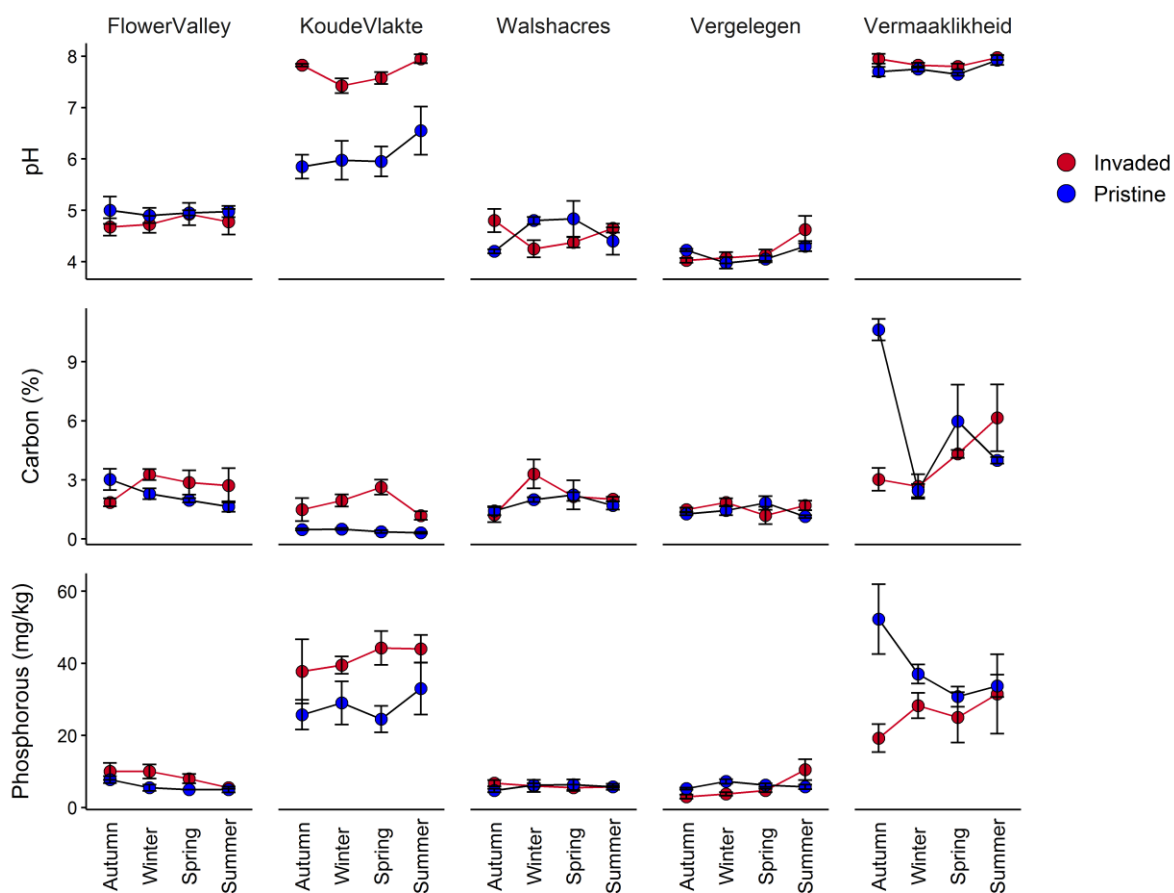 FlowerValley KoudeVlakte Walshacres Vergelegen Vermaaklikheid
pH
8
7
6
5
4
Invaded
Pristine
Carbon (%)
9
6
3
0
Phosphorous (mg/kg)
60
40
20
0
Autumn Winter Spring Summer Autumn Winter Spring Summer Autumn Winter Spring Summer Autumn Winter Spring Summer Autumn Winter Spring Summer